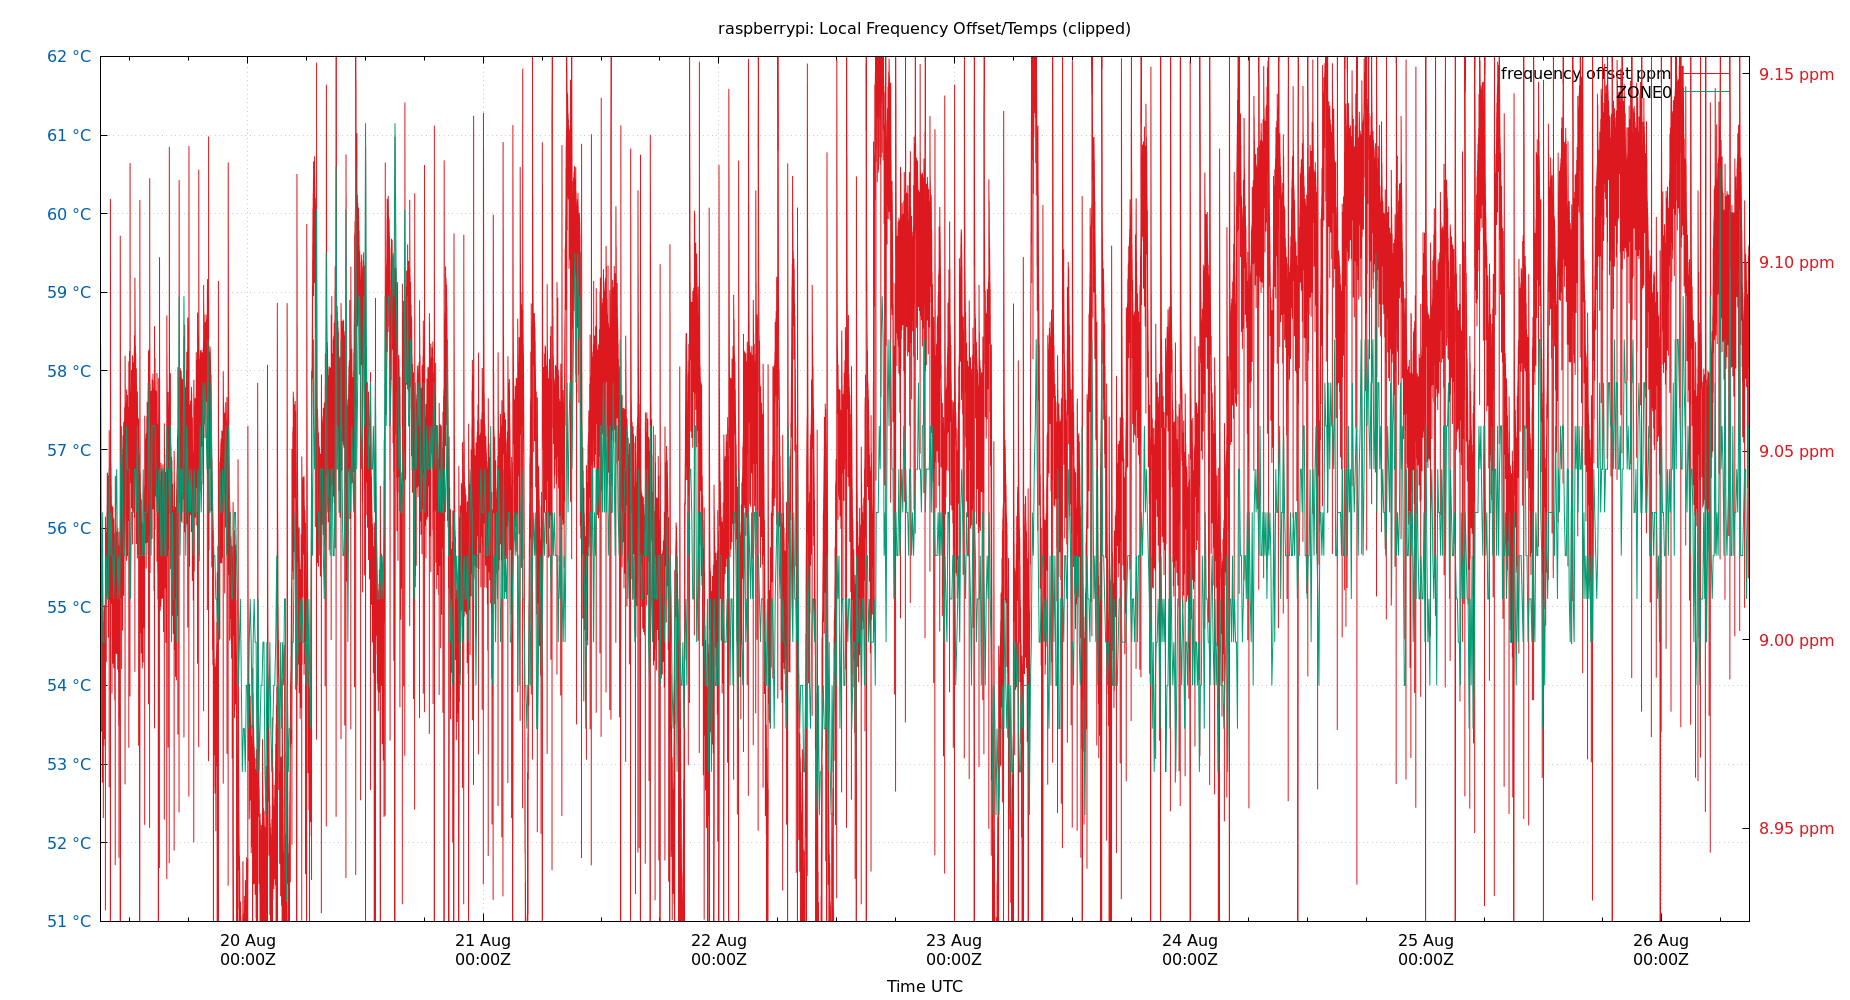 raspberrypi: Local Frequency Offset/Temps (clipped)
62 °C
61 °C
60 °C
59 °C
58 °C
57 °C
56 °C
55 °C
54 °C
53 °C
52 °C
51 °C
frequency offset ppm
ZONE0
9.15 ppm
9.10 ppm
9.05 ppm
9.00 ppm
8.95 ppm
20 Aug
00:00Z
21 Aug
00:00Z
22 Aug
00:00Z
23 Aug
00:00Z
24 Aug
00:00Z
25 Aug
00:00Z
26 Aug
00:00Z
Time UTC